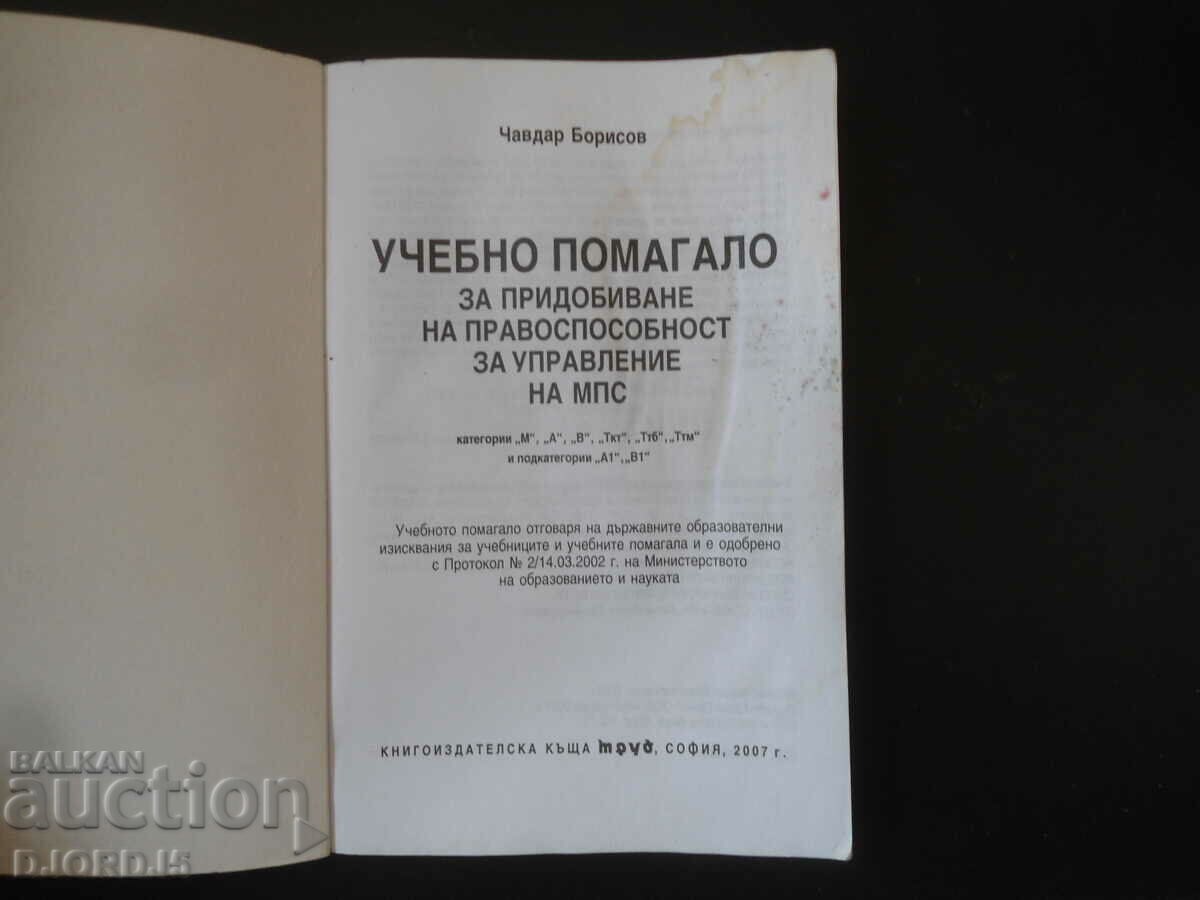 Чавдар Борисов
УЧЕБНО ПОМАГАЛО
ЗА ПРИДОБИВАНЕ
НА ПРАВОСПОСОБНОСТ
ЗА УПРАВЛЕНИЕ
НА МПС
категории „М“, „А“, „В“, „Ткт“, „Ттб“, „Ттм“
и подкатегории „А1“, „В1“
Учебното помагало отговаря на държавните образователни
изисквания за учебниците и учебните помагала и е одобрено
с Протокол № 2/14.03.2002 г. на Министерството
на образованието и науката
КНИГОИЗДАТЕЛСКА КЪЩА труд, СОФИЯ, 2007 г.
BALKAN
auction
D.JORD.15